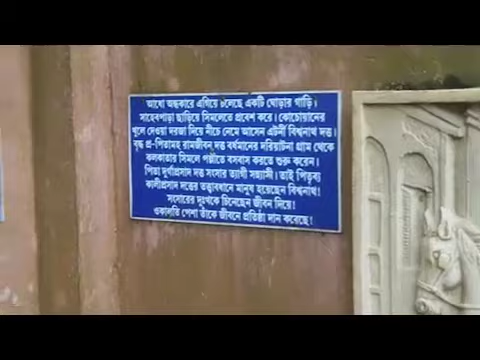 আধো অন্ধকারে এগিয়ে চলেছে একটি ঘোড়ার গাড়ি।
সাহেবপাড়া ছাড়িয়ে সিমলেতে প্রবেশ করে। কোচোয়ানের
খুলে দেওয়া দরজা দিয়ে নীচে নেমে আসেন এটর্নী বিশ্বনাথ দত্ত।
বৃদ্ধ প্র-পিতামহ রামজীবন দত্ত বর্ধমানের দরিয়াটনা গ্রাম থেকে
কলকাতার সিমলে পল্লীতে বসবাস করতে শুরু করেন।
পিতা দুর্গাপ্রসাদ দত্ত সংসার ত্যাগী সন্ন্যাসী। তাই পিতৃব্য
কালীপ্রসাদ দত্তের তত্ত্বাবধানে মানুষ হয়েছেন বিশ্বনাথ।
সংসারের দুঃখকে চিনেছেন জীবন দিয়ে।
ওকালতি পেশা তাঁকে জীবনে প্রতিষ্ঠা দান করেছে।